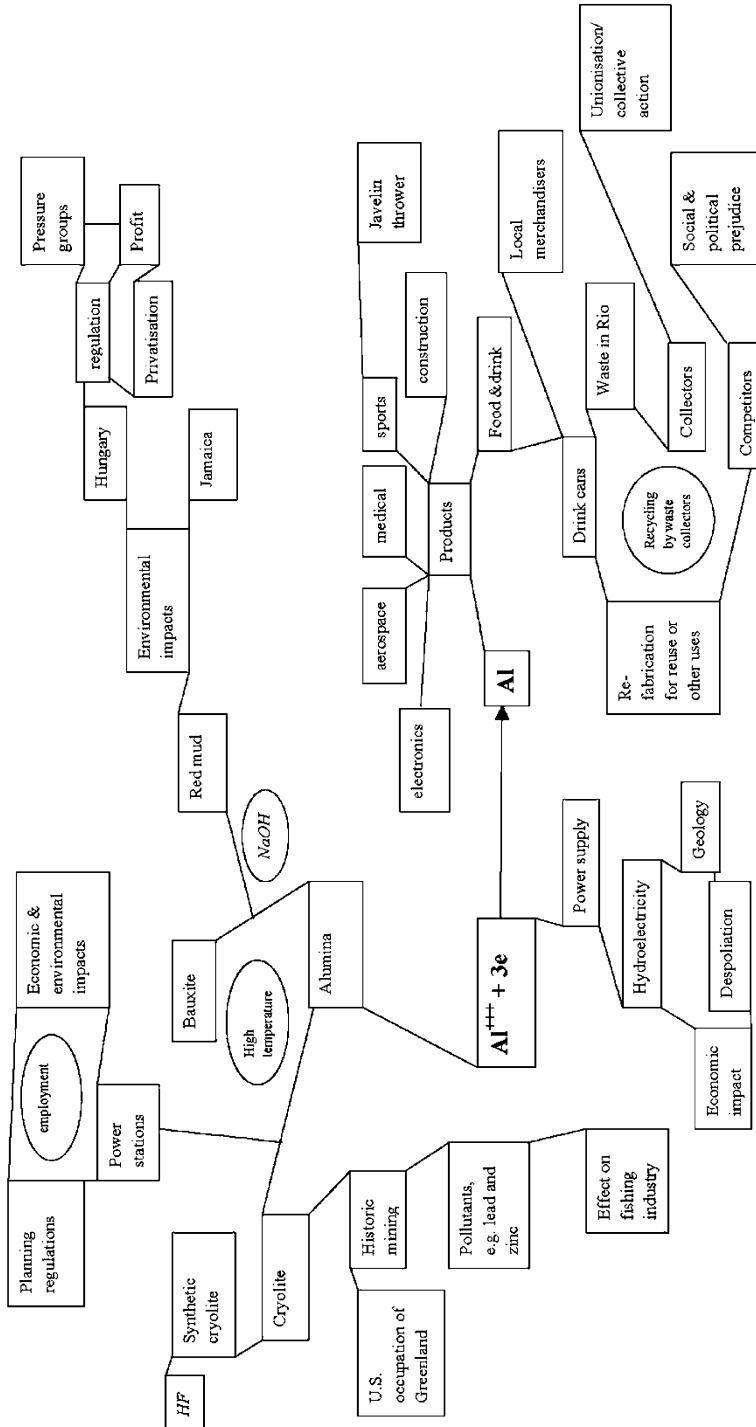 Planning
regulations
employment
Economic &
environmental
impacts
Power
stations
HF
Synthetic
cryolite
Bauxite
Red mud
NaOH
Environmental
impacts
Hungary
Jamaica
regulation
Privatisation
Pressure
groups
Profit
Cryolite
High
temperature
Alumina
U.S.
occupation of
Greenland
Historic
mining
Pollutants,
e.g. lead and
zinc
Effect on
fishing
industry
Al+++ + 3e
Al
electronics
aerospace
medical
sports
Javelin
thrower
construction
Products
Food &drink
Local
merchandisers
Power supply
Hydroelectricity
Geology
Economic
impact
Despoliation
Drink cans
Waste in Rio
Unionisation/
collective
action
Re-
fabrication
for reuse or
other uses
Recycling
by waste
collectors
Collectors
Social &
political
prejudice
Competitors